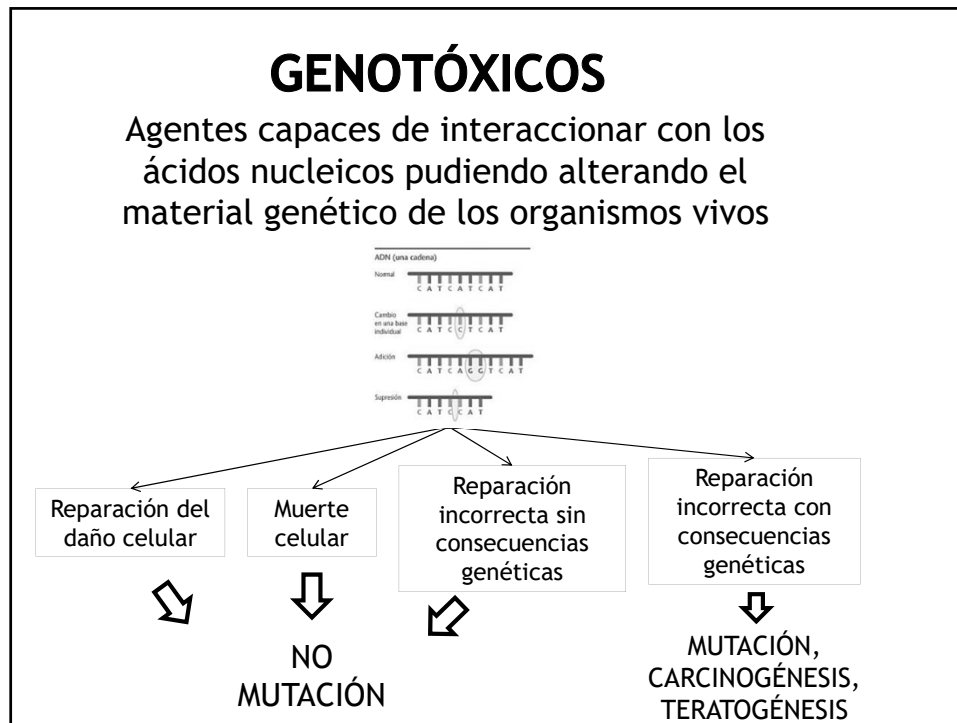 GENOTÓXICOS
Agentes capaces de interaccionar con los
ácidos nucleicos pudiendo alterando el
material genético de los organismos vivos
ADN (una cadena)
Normal
C A T C A T C A T
Cambio
en una base
individual
C A T C C T C A T
Adición
C A T C A G G T C A T
Supresión
C A T C C A T
Reparación del
daño celular
Muerte
celular
Reparación
incorrecta sin
consecuencias
genéticas
Reparación
incorrecta con
consecuencias
genéticas
NO
MUTACIÓN
MUTACIÓN,
CARCINOGÉNESIS,
TERATOGÉNESIS